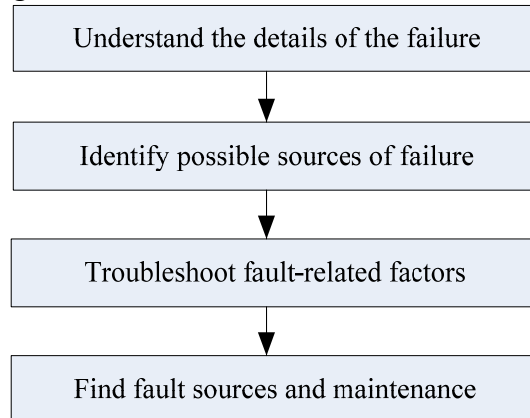 Understand the details of the failure
Identify possible sources of failure
Troubleshoot fault-related factors
Find fault sources and maintenance